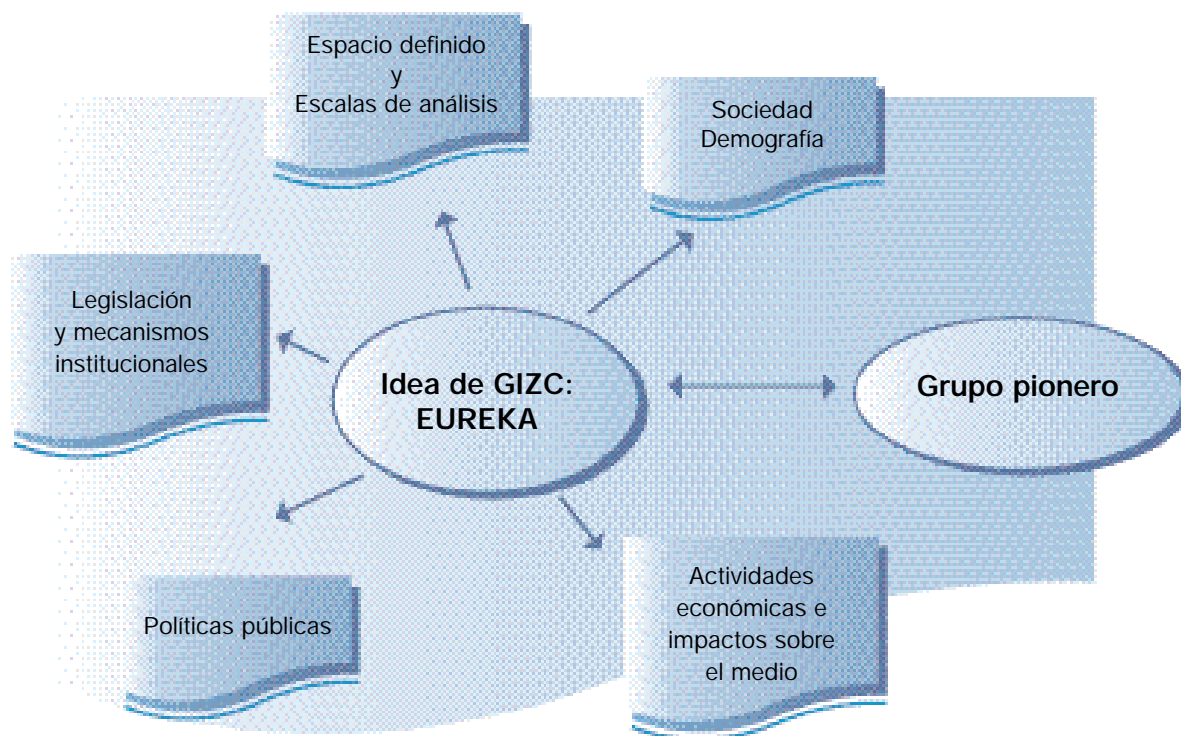 Espacio definido
y
Escalas de análisis
Sociedad
Demografía
Legislación
y mecanismos
institucionales
Idea de GIZC:
EUREKA
Grupo pionero
Políticas públicas
Actividades
económicas e
impactos sobre
el medio